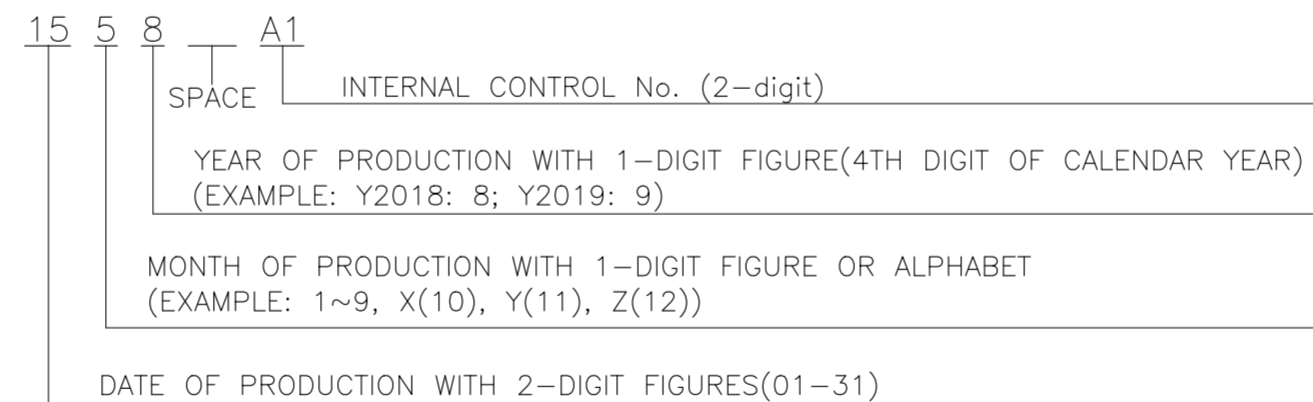 15 5 8 __ A1
SPACE
INTERNAL CONTROL No. (2-digit)
YEAR OF PRODUCTION WITH 1-DIGIT FIGURE(4TH DIGIT OF CALENDAR YEAR)
(EXAMPLE: Y2018: 8; Y2019: 9)
MONTH OF PRODUCTION WITH 1-DIGIT FIGURE OR ALPHABET
(EXAMPLE: 1~9, X(10), Y(11), Z(12))
DATE OF PRODUCTION WITH 2-DIGIT FIGURES(01-31)